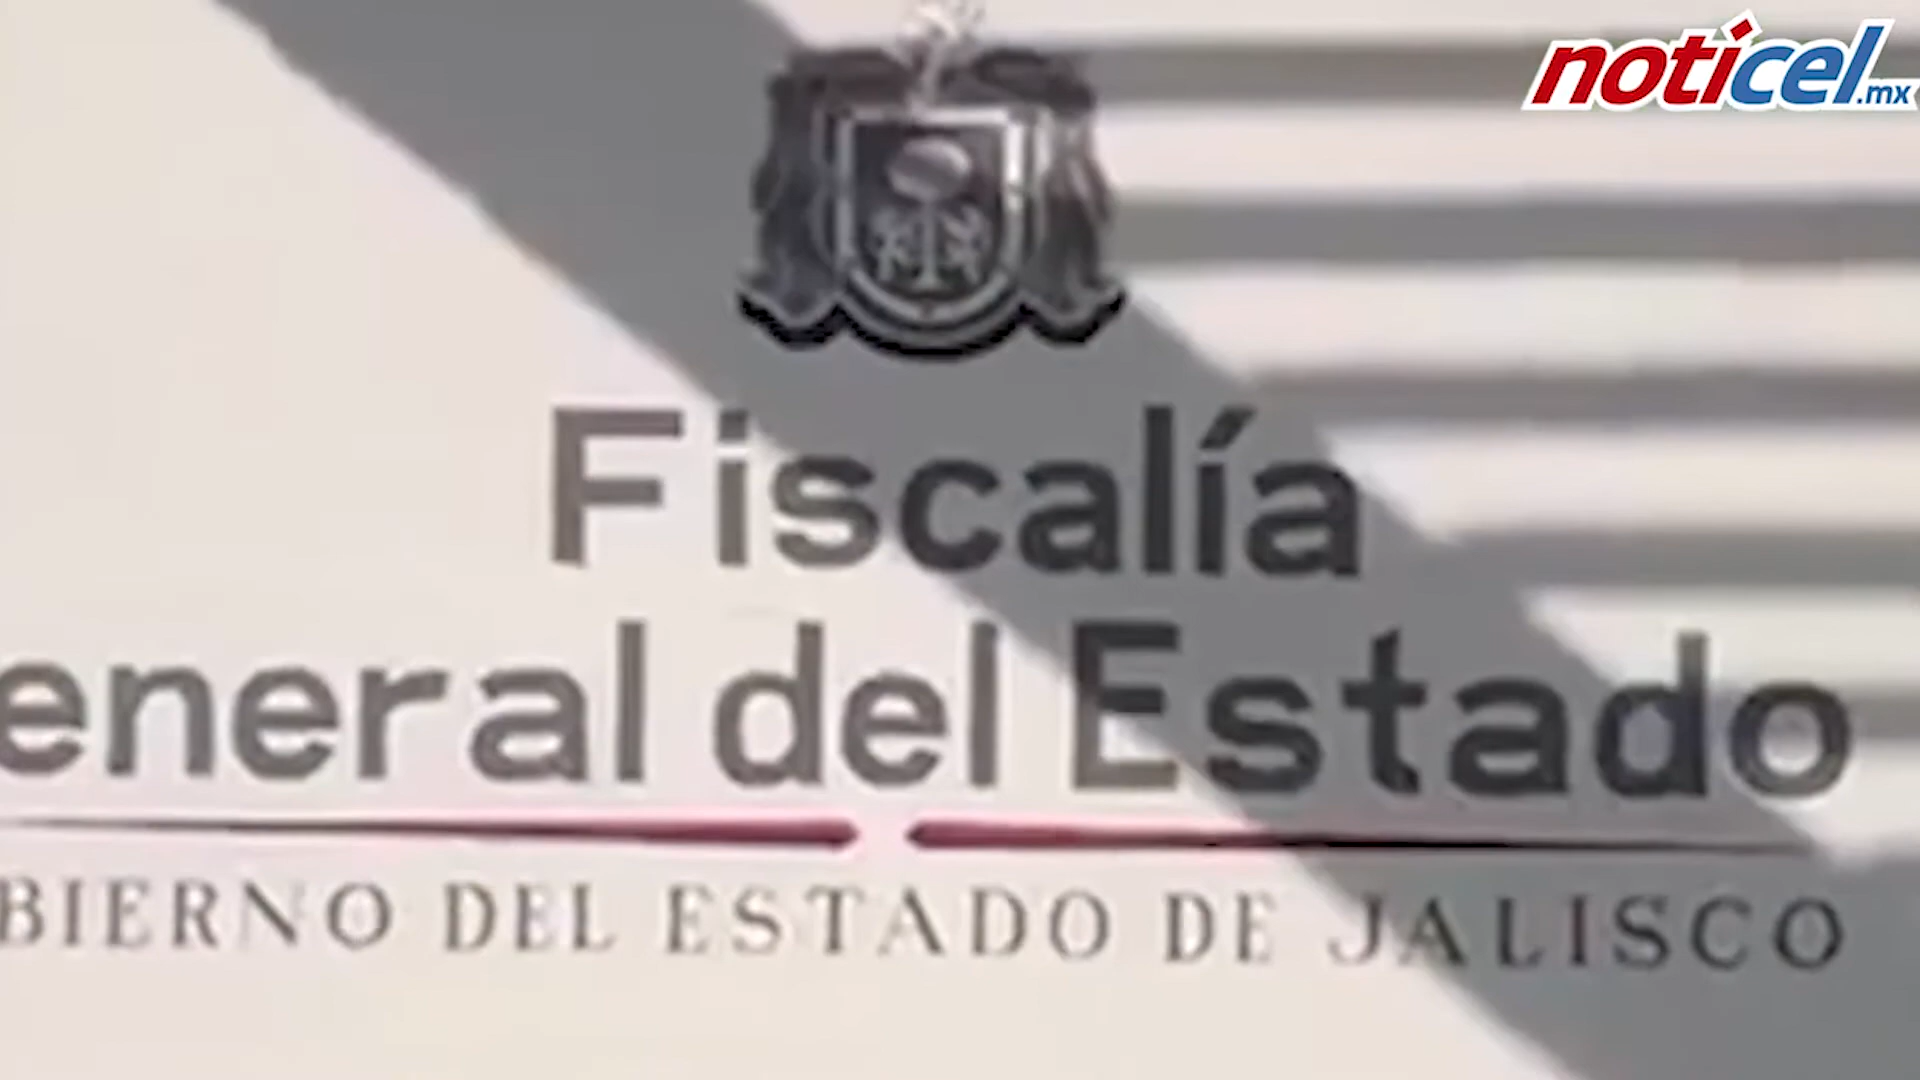 noticel.mx
Fiscalía
eneral del Estado
BIERNO DEL ESTADO DE JALISCO